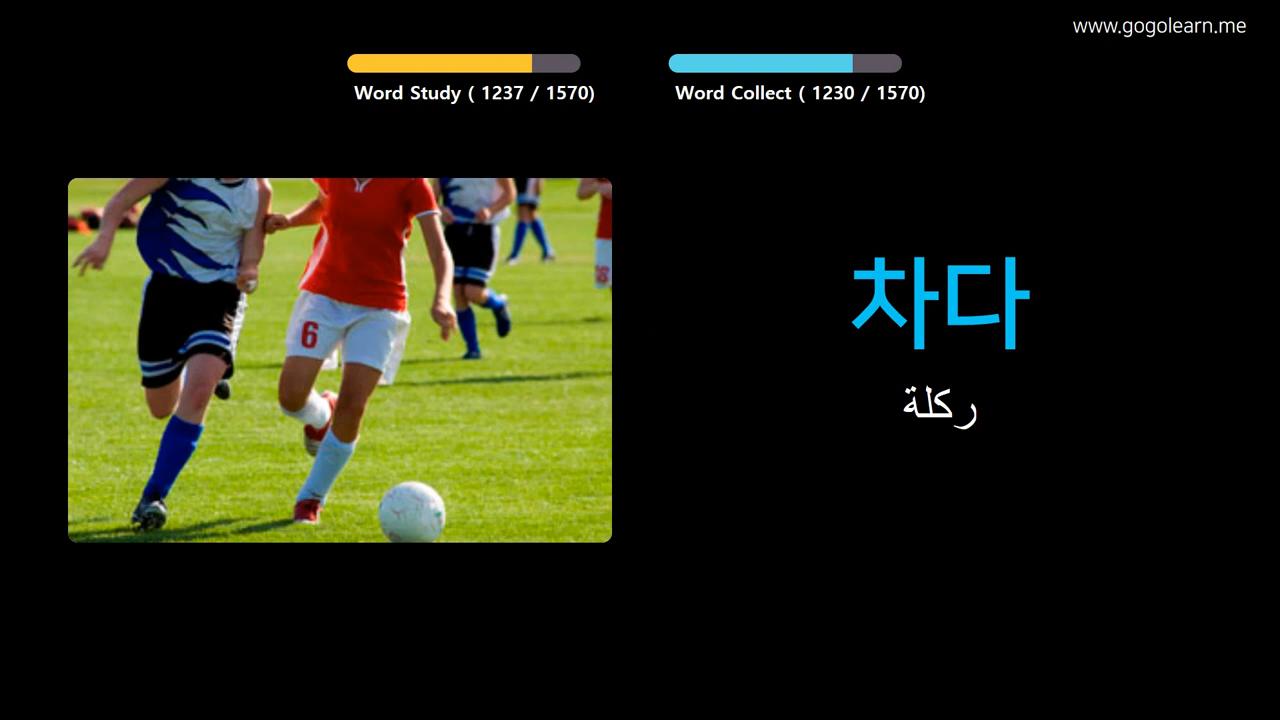 www.gogolearn.me
Word Study ( 1237 / 1570)
Word Collect ( 1230 / 1570)
6
차다
ركلة